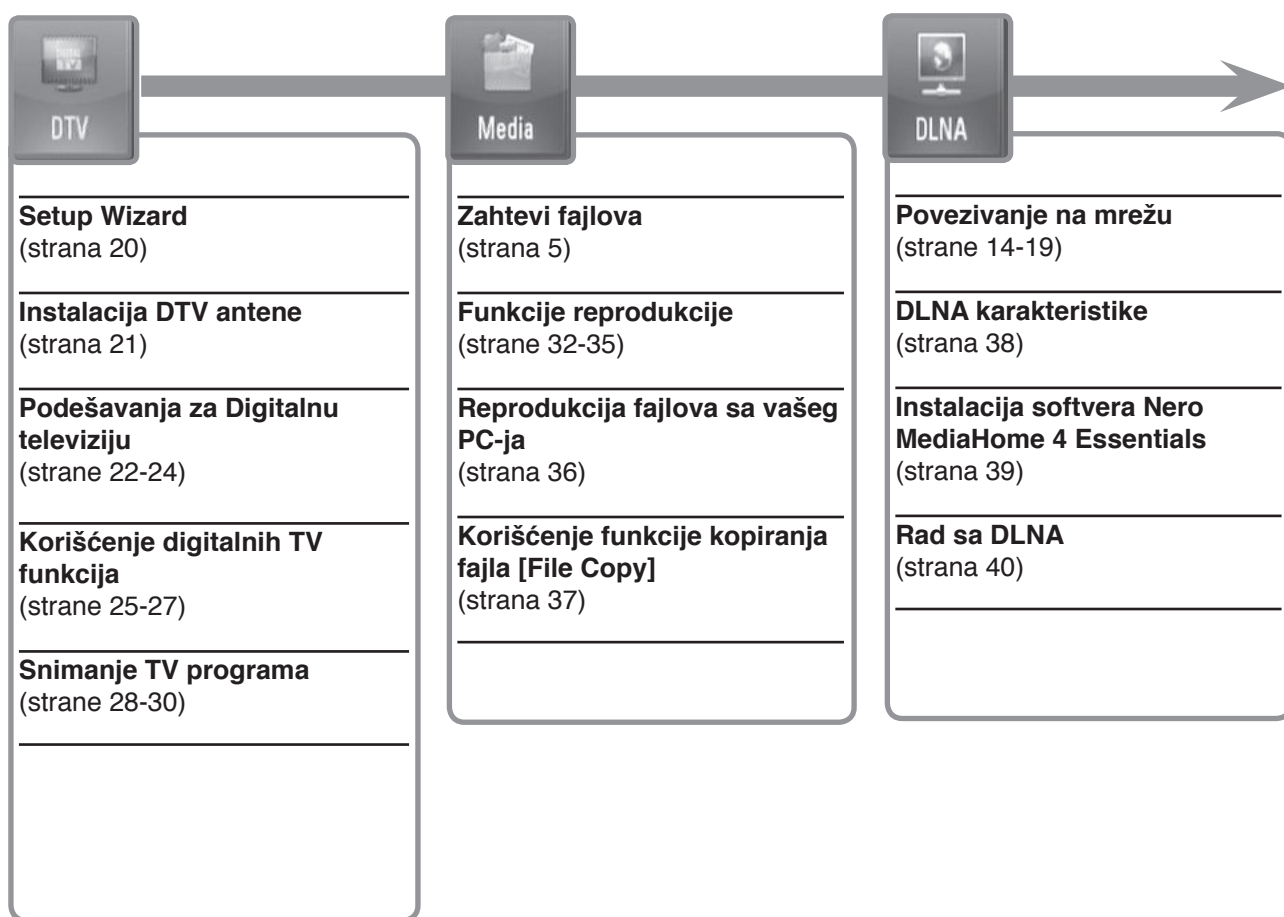 DTV
Setup Wizard
(strana 20)
Instalacija DTV antene
(strana 21)
Podešavanja za Digitalnu
televiziju
(strane 22-24)
Korišćenje digitalnih TV
funkcija
(strane 25-27)
Snimanje TV programa
(strane 28-30)
Media
Zahtevi fajlova
(strana 5)
Funkcije reprodukcije
(strane 32-35)
Reprodukcija fajlova sa vašeg
PC-ja
(strana 36)
Korišćenje funkcije kopiranja
fajla [File Copy]
(strana 37)
DLNA
Povezivanje na mrežu
(strane 14-19)
DLNA karakteristike
(strana 38)
Instalacija softvera Nero
MediaHome 4 Essentials
(strana 39)
Rad sa DLNA
(strana 40)